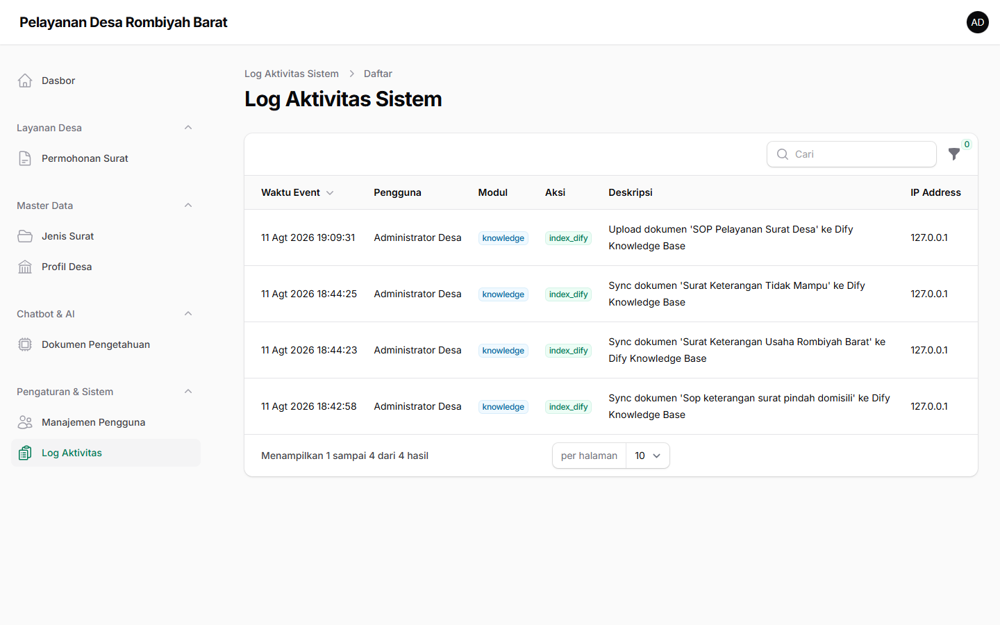 Pelayanan Desa Rombiyah Barat
AD
Dasbor
Layanan Desa
Permohonan Surat
Master Data
Jenis Surat
Profil Desa
Chatbot & AI
Dokumen Pengetahuan
Pengaturan & Sistem
Manajemen Pengguna
Log Aktivitas
Log Aktivitas Sistem > Daftar
Log Aktivitas Sistem
Cari
0
Waktu Event Pengguna Modul Aksi Deskripsi IP Address
11 Agt 2026 19:09:31 Administrator Desa knowledge index_dify Upload dokumen 'SOP Pelayanan Surat Desa' ke Dify
Knowledge Base 127.0.0.1
11 Agt 2026 18:44:25 Administrator Desa knowledge index_dify Sync dokumen 'Surat Keterangan Tidak Mampu' ke Dify
Knowledge Base 127.0.0.1
11 Agt 2026 18:44:23 Administrator Desa knowledge index_dify Sync dokumen 'Surat Keterangan Usaha Rombiyah Barat' ke
Dify Knowledge Base 127.0.0.1
11 Agt 2026 18:42:58 Administrator Desa knowledge index_dify Sync dokumen 'Sop keterangan surat pindah domisili' ke Dify
Knowledge Base 127.0.0.1
Menampilkan 1 sampai 4 dari 4 hasil
per halaman 10